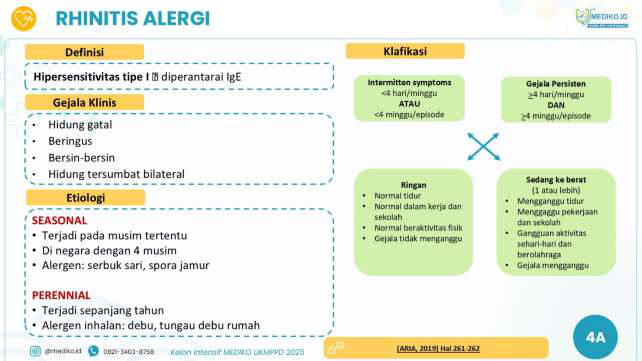 RHINITIS ALERGI
MEDIKO.ID
Definisi
Hipersensitivitas tipe I diperantarai IgE
Gejala Klinis
• Hidung gatal
• Beringus
• Bersin-bersin
• Hidung tersumbat bilateral
Etiologi
SEASONAL
• Terjadi pada musim tertentu
• Di negara dengan 4 musim
• Alergen: serbuk sari, spora jamur
PERENNIAL
• Terjadi sepanjang tahun
• Alergen inhalan: debu, tungau debu rumah
Klafikasi
Intermitten symptoms
<4 hari/minggu
ATAU
<4 minggu/episode
Gejala Persisten
≥4 hari/minggu
DAN
≥4 minggu/episode
Ringan
• Normal tidur
• Normal dalam kerja dan
sekolah
• Normal beraktivitas fisik
• Gejala tidak menganggu
Sedang ke berat
(1 atau lebih)
• Mengganggu tidur
• Menggaggu pekerjaan
dan sekolah
• Gangguan aktivitas
sehari-hari dan
berolahraga
• Gejala mengganggu
4A
(ARIA, 2019) Hal 261-262
@mediko.id
0821-3403-8758
Kelon Intensif MEDIKO UKMPPD 2025